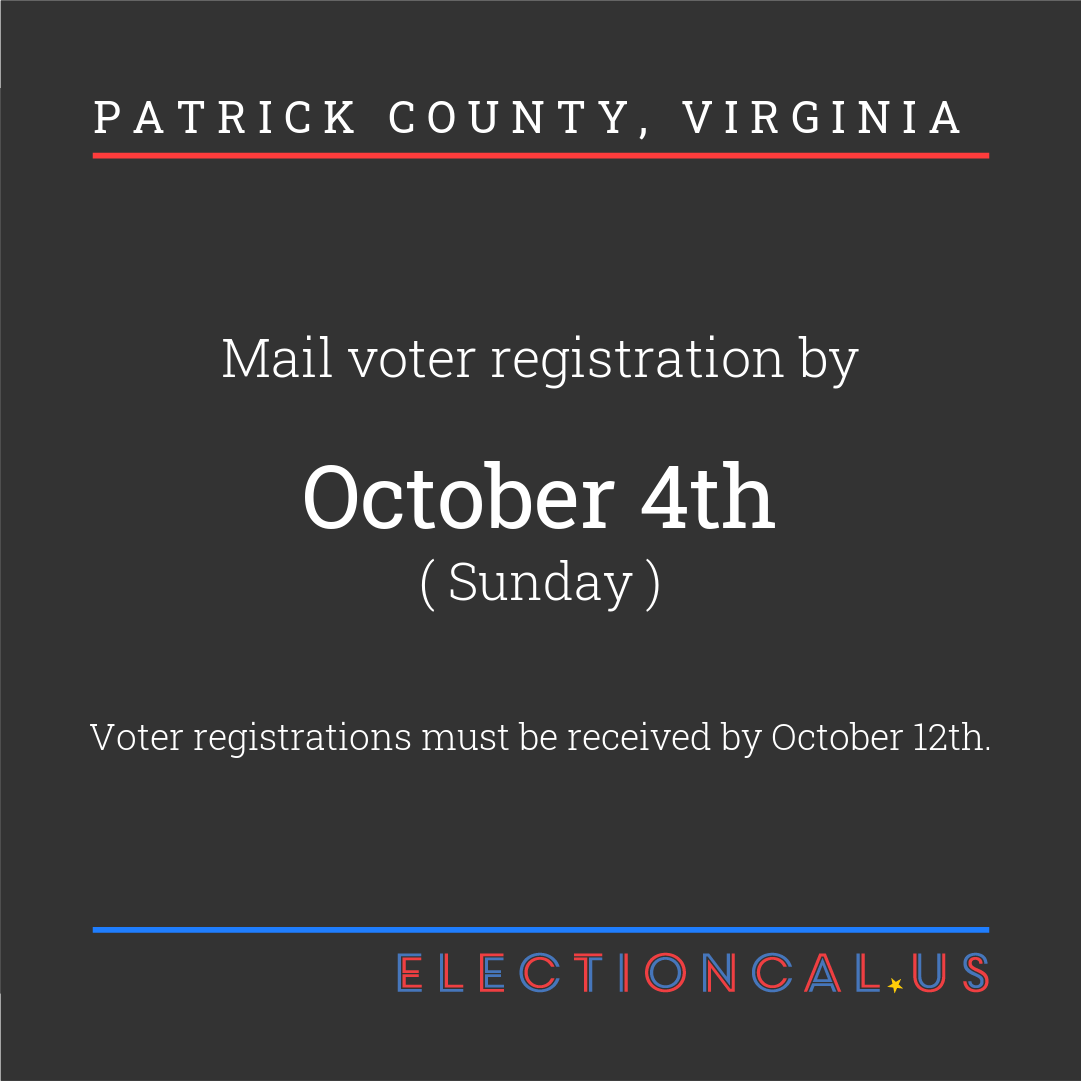 PATRICK COUNTY, VIRGINIA
Mail voter registration by
October 4th
( Sunday )
Voter registrations must be received by October 12th.
ELECTIONCAL.US